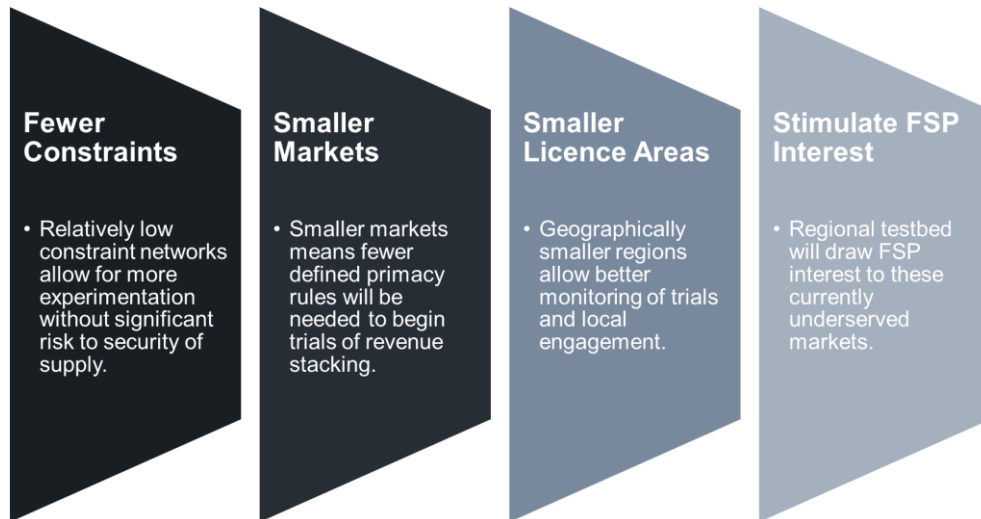 Fewer
Constraints
• Relatively low
constraint networks
allow for more
experimentation
without significant
risk to security of
supply.
Smaller
Markets
• Smaller markets
means fewer
defined primacy
rules will be
needed to begin
trials of revenue
stacking.
Smaller
Licence Areas
• Geographically
smaller regions
allow better
monitoring of trials
and local
engagement.
Stimulate FSP
Interest
• Regional testbed
will draw FSP
interest to these
currently
underserved
markets.